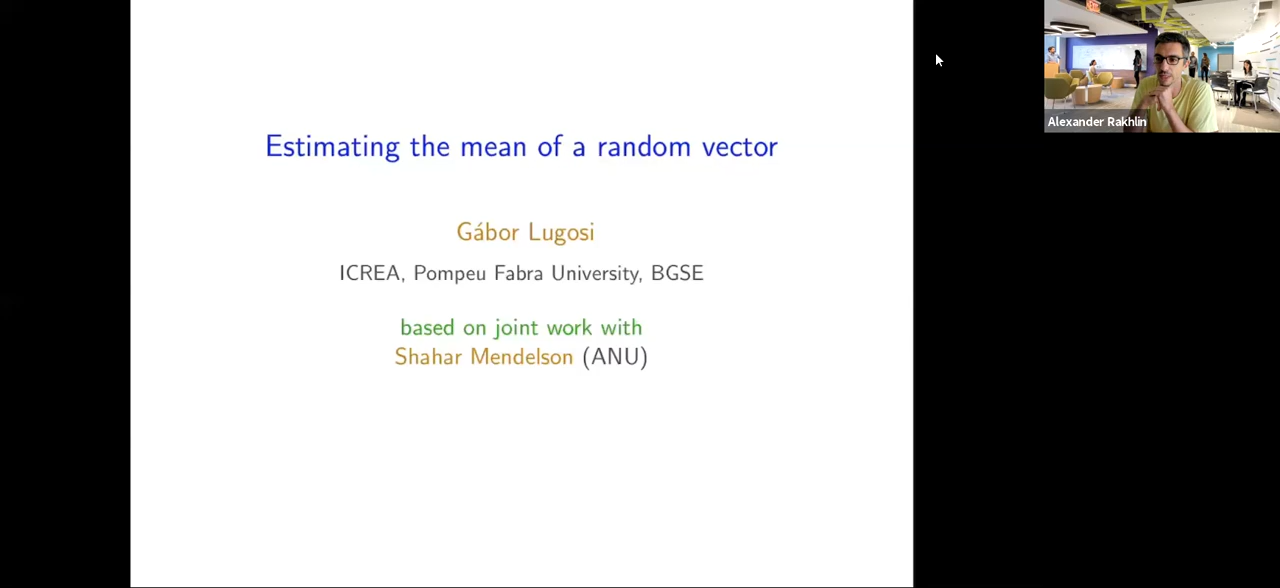 Estimating the mean of a random vector
Gábor Lugosi
ICREA, Pompeu Fabra University, BGSE
based on joint work with
Shahar Mendelson (ANU)
Alexander Rakhlin